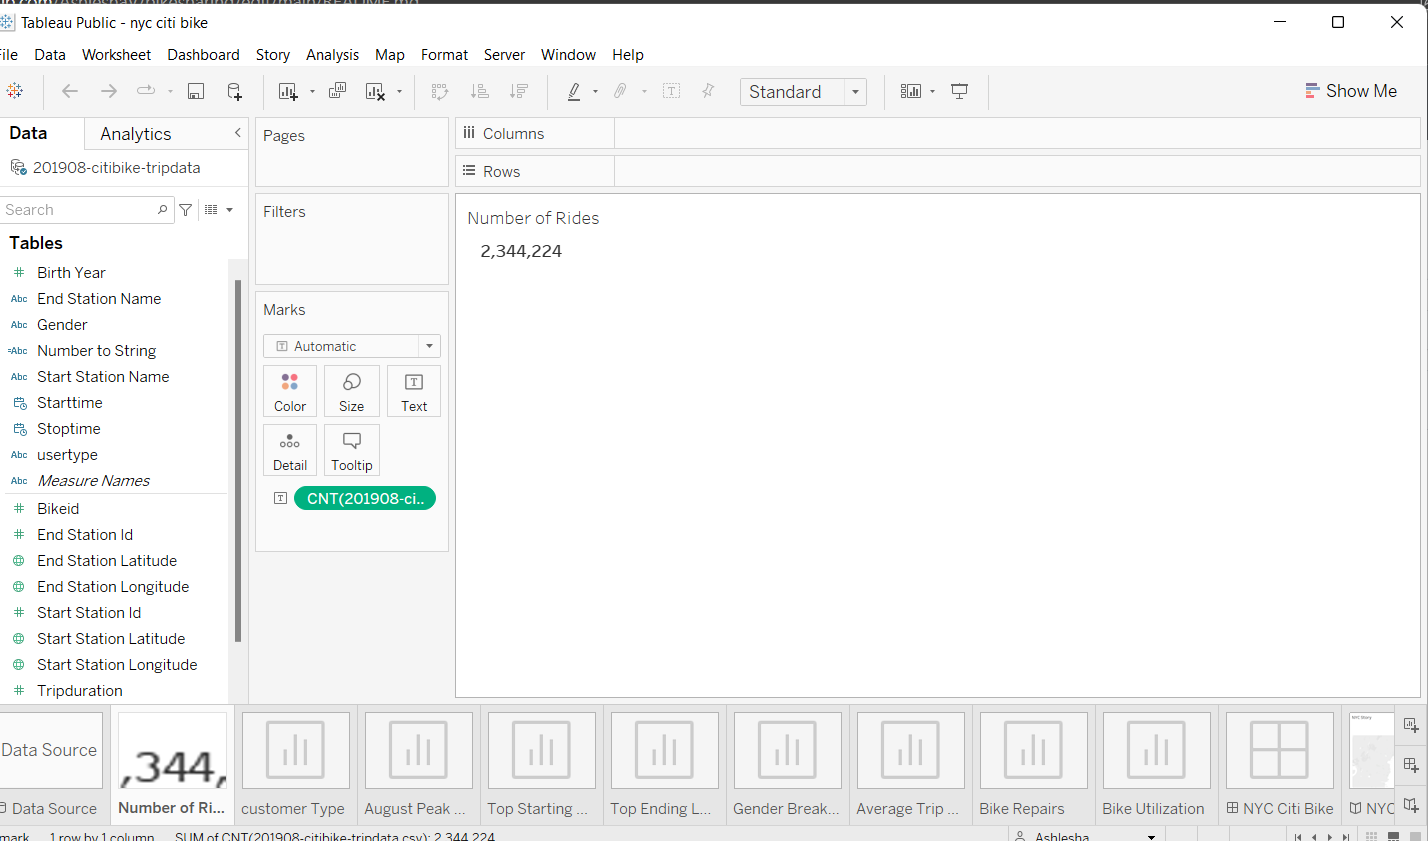 Tableau Public - nyc citi bike
File Data Worksheet Dashboard Story Analysis Map Format Server Window Help
Standard
Show Me
Data Analytics
201908-citibike-tripdata
Search
Tables
# Birth Year
Abc End Station Name
Abc Gender
=Abc Number to String
Abc Start Station Name
Starttime
Stoptime
Abc usertype
Abc Measure Names
# Bikeid
# End Station Id
End Station Latitude
End Station Longitude
# Start Station Id
Start Station Latitude
Start Station Longitude
# Tripduration
Pages
Filters
Marks
T Automatic
Color Size Text
Detail Tooltip
T CNT(201908-ci..
Columns
Rows
Number of Rides
2,344,224
Data Source
,344,
Data Source Number of Ri... customer Type August Peak ... Top Starting ... Top Ending L... Gender Break... Average Trip ... Bike Repairs Bike Utilization NYC Citi Bike NYC
mark 1 row by 1 column SUM of CNT(201908-citibike-tripdata.csv): 2,344,224 Ashlesha